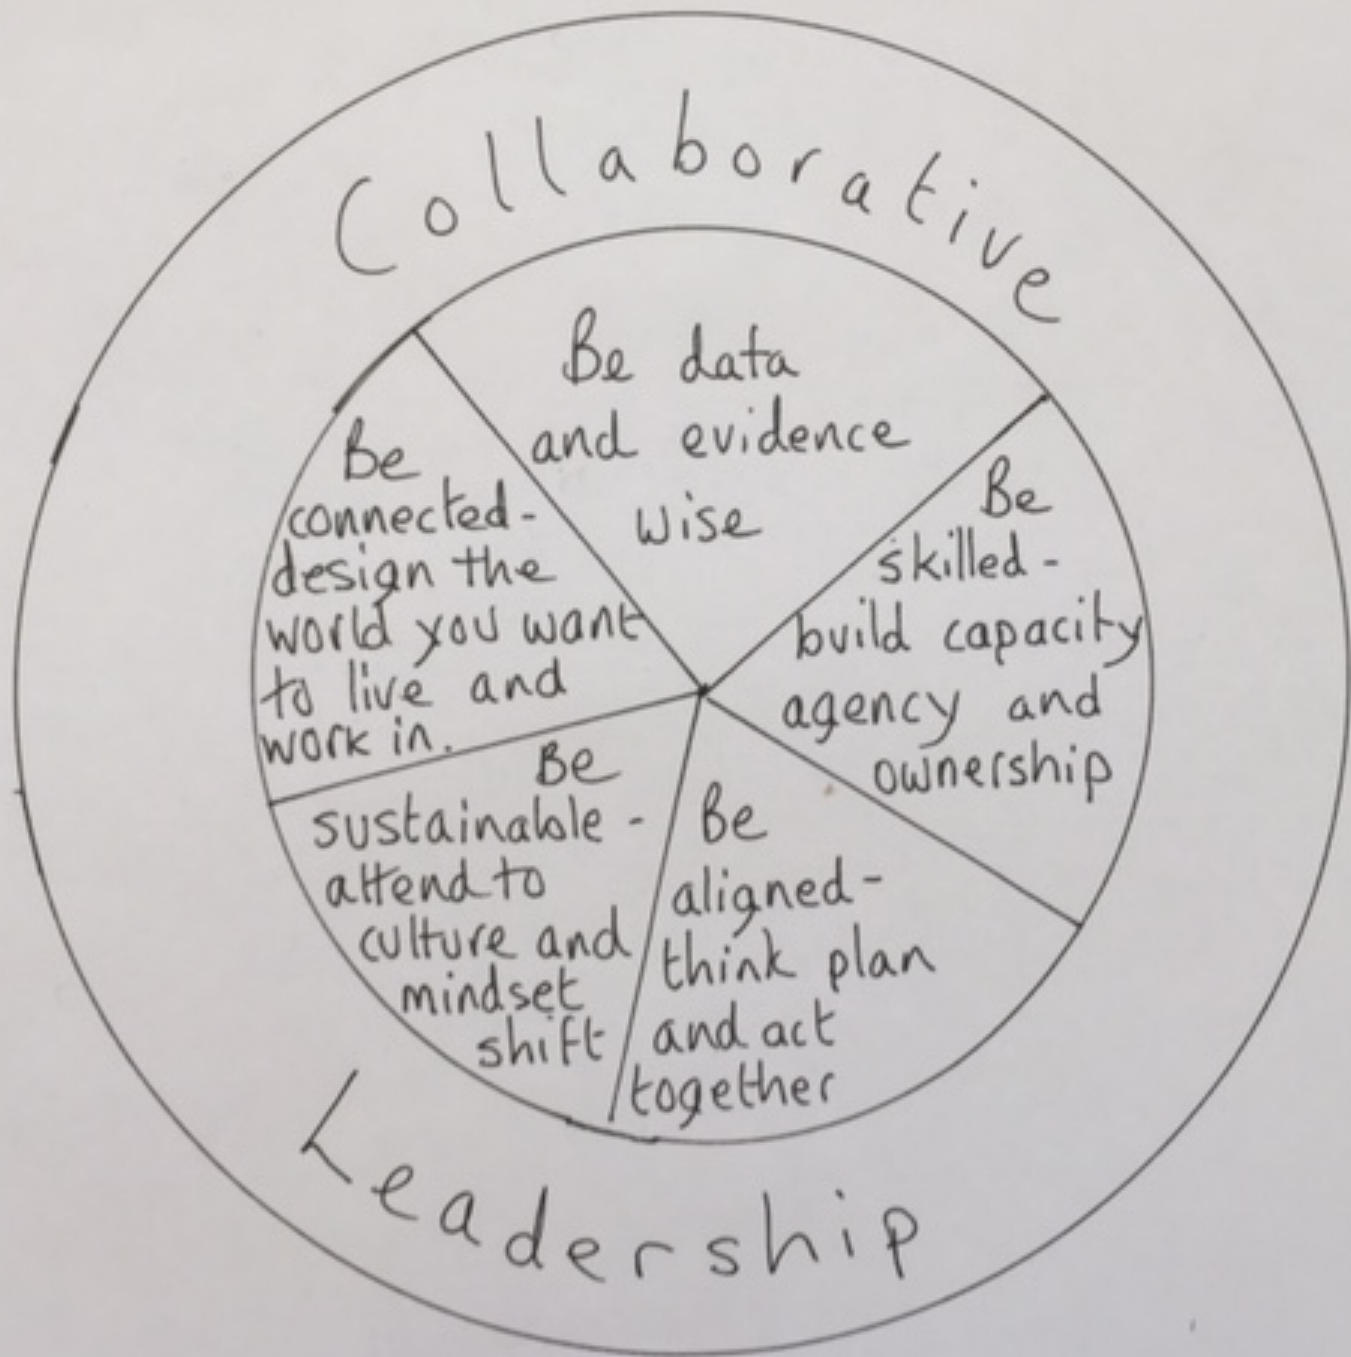 Collaborative
Be data
and evidence
wise
Be
skilled -
build capacity
agency and
ownership
Be
aligned -
think plan
and act
together
Be
sustainable -
attend to
culture and
mindset
shift
Be
connected -
design the
world you want
to live and
work in.
Leadership